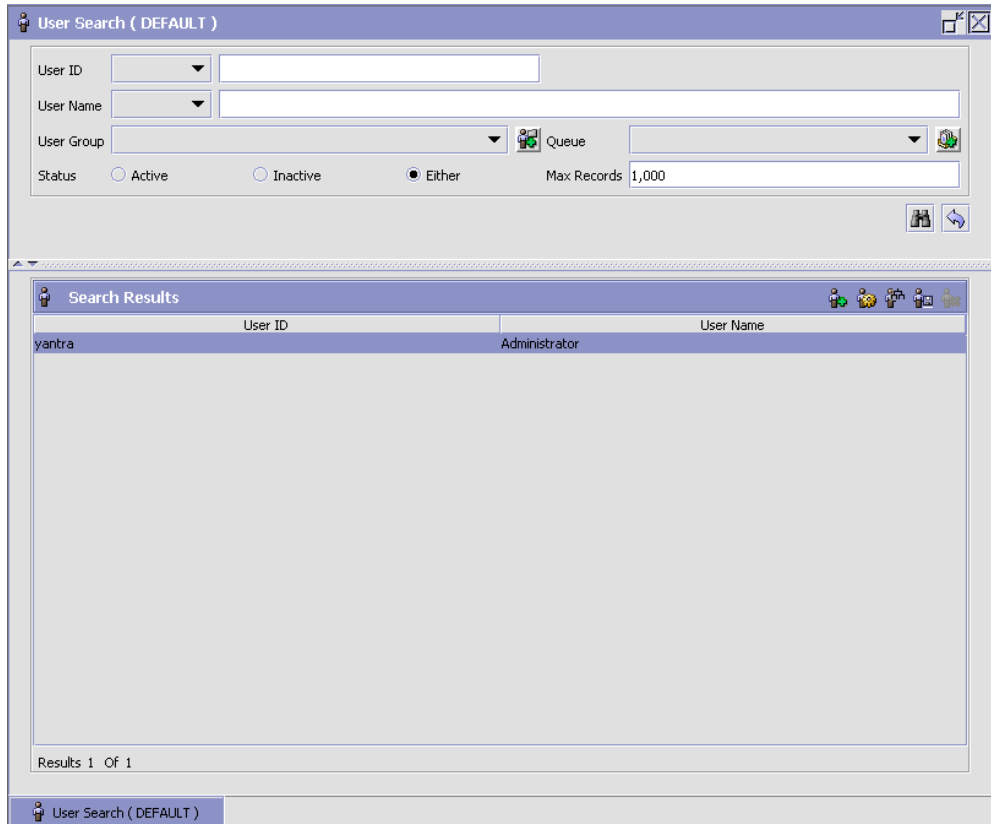 User Search ( DEFAULT )
User ID
User Name
User Group Queue
Status Active Inactive Either Max Records 1,000
Search Results
User ID User Name
yantra Administrator
Results 1 Of 1
User Search ( DEFAULT )